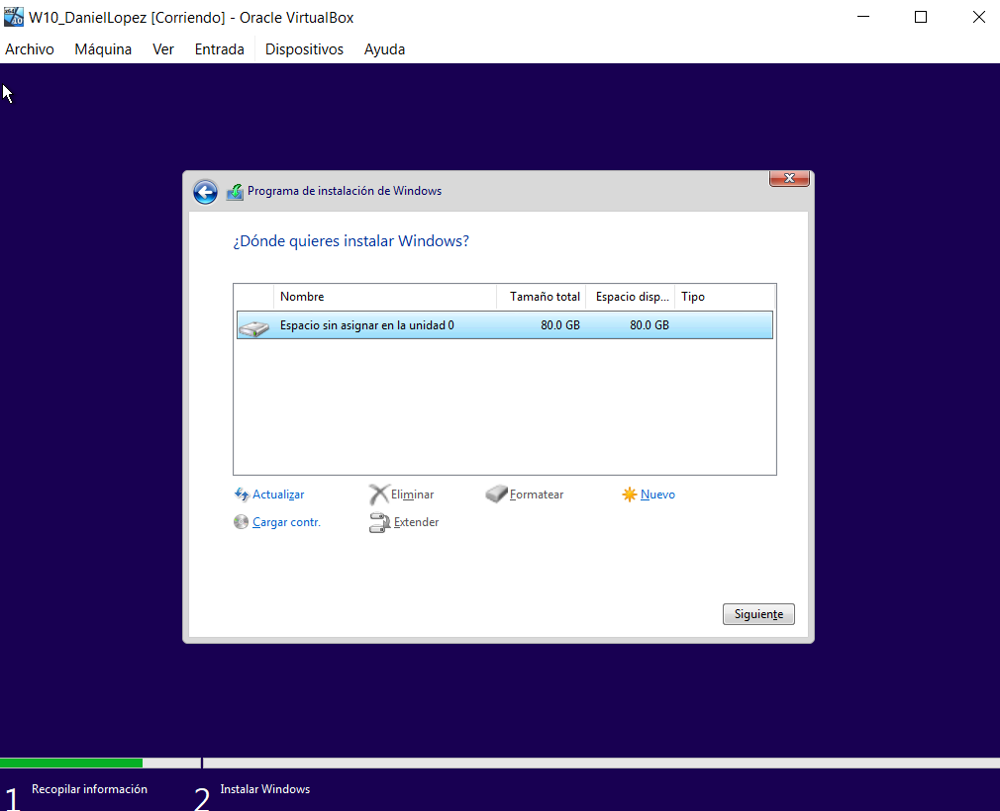 W10_DanielLopez [Corriendo] - Oracle VirtualBox
Archivo Máquina Ver Entrada Dispositivos Ayuda
Programa de instalación de Windows
¿Dónde quieres instalar Windows?
Nombre Tamaño total Espacio disp... Tipo
Espacio sin asignar en la unidad 0 80.0 GB 80.0 GB
Actualizar Eliminar Formatear Nuevo
Cargar contr. Extender
Siguiente
1 Recopilar información 2 Instalar Windows